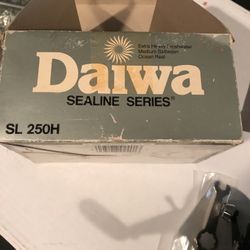 Extra Heavy Freshwater
Medium Saltwater
Ocean Reel
Daiwa
SEALINE SERIES®
SL 250H